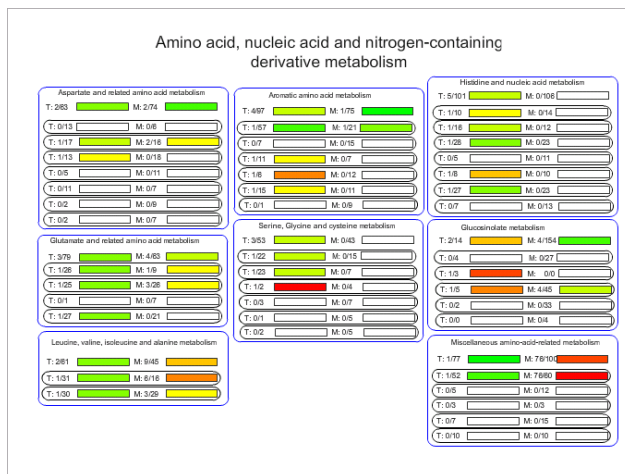 Amino acid, nucleic acid and nitrogen-containing
derivative metabolism
Aspartate and related amino acid metabolism
T: 2/63 M: 2/74
T: 0/13 M: 0/6
T: 1/17 M: 2/16
T: 1/13 M: 0/18
T: 0/5 M: 0/11
T: 0/11 M: 0/7
T: 0/2 M: 0/9
T: 0/2 M: 0/7
Glutamate and related amino acid metabolism
T: 3/79 M: 4/63
T: 1/26 M: 1/9
T: 1/25 M: 3/26
T: 0/1 M: 0/7
T: 1/27 M: 0/21
Leucine, valine, isoleucine and alanine metabolism
T: 2/61 M: 9/45
T: 1/31 M: 6/16
T: 1/30 M: 3/29
Aromatic amino acid metabolism
T: 4/97 M: 1/75
T: 1/57 M: 1/21
T: 0/7 M: 0/15
T: 1/11 M: 0/7
T: 1/6 M: 0/12
T: 1/15 M: 0/11
T: 0/1 M: 0/9
Serine, Glycine and cysteine metabolism
T: 3/53 M: 0/43
T: 1/22 M: 0/15
T: 1/23 M: 0/7
T: 1/2 M: 0/4
T: 0/3 M: 0/7
T: 0/1 M: 0/5
T: 0/2 M: 0/5
Histidine and nucleic acid metabolism
T: 5/101 M: 0/106
T: 1/10 M: 0/14
T: 1/16 M: 0/12
T: 1/28 M: 0/23
T: 0/5 M: 0/11
T: 1/8 M: 0/10
T: 1/27 M: 0/23
T: 0/7 M: 0/13
Glucosinolate metabolism
T: 2/14 M: 4/154
T: 0/4 M: 0/27
T: 1/3 M: 0/0
T: 1/5 M: 4/45
T: 0/2 M: 0/33
T: 0/0 M: 0/4
Miscellaneous amino-acid-related metabolism
T: 1/77 M: 76/100
T: 1/52 M: 76/60
T: 0/5 M: 0/12
T: 0/3 M: 0/3
T: 0/7 M: 0/15
T: 0/10 M: 0/10